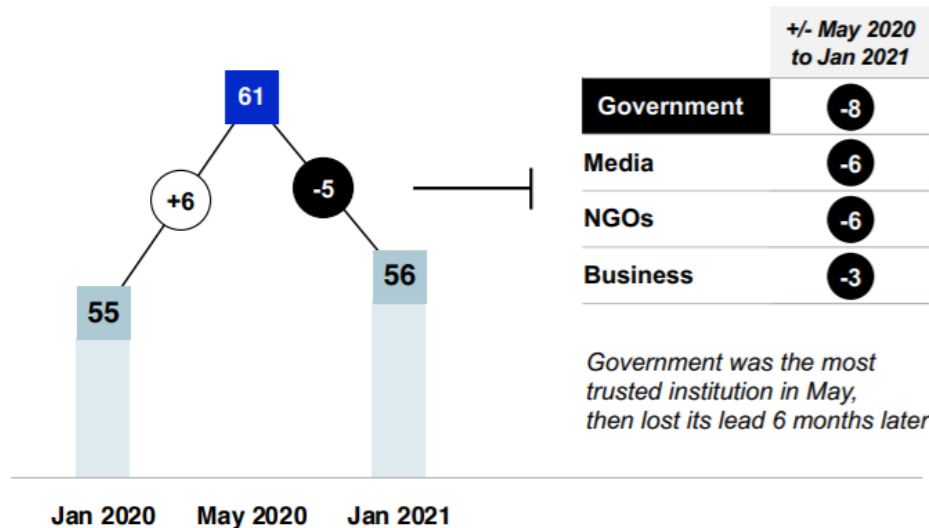 +/- May 2020
to Jan 2021
61
Government -8
+6
-5
Media -6
NGOs -6
55
56
Business -3
Government was the most
trusted institution in May,
then lost its lead 6 months later
Jan 2020 May 2020 Jan 2021